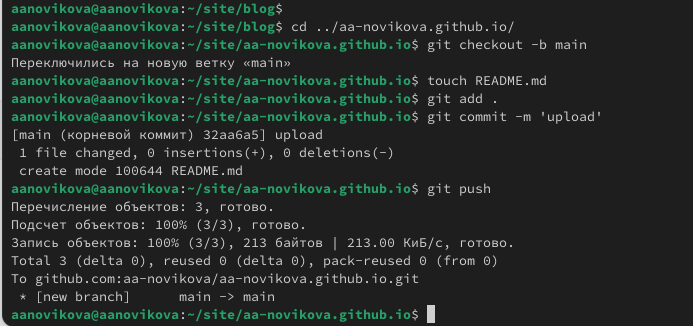 aanovikova@aanovikova:~/site/blog$
aanovikova@aanovikova:~/site/blog$ cd ../aa-novikova.github.io/
aanovikova@aanovikova:~/site/aa-novikova.github.io$ git checkout -b main
Переключились на новую ветку «main»
aanovikova@aanovikova:~/site/aa-novikova.github.io$ touch README.md
aanovikova@aanovikova:~/site/aa-novikova.github.io$ git add .
aanovikova@aanovikova:~/site/aa-novikova.github.io$ git commit -m 'upload'
[main (корневой коммит) 32aa6a5] upload
 1 file changed, 0 insertions(+), 0 deletions(-)
 create mode 100644 README.md
aanovikova@aanovikova:~/site/aa-novikova.github.io$ git push
Перечисление объектов: 3, готово.
Подсчет объектов: 100% (3/3), готово.
Запись объектов: 100% (3/3), 213 байтов | 213.00 КиБ/с, готово.
Total 3 (delta 0), reused 0 (delta 0), pack-reused 0 (from 0)
To github.com:aa-novikova/aa-novikova.github.io.git
 * [new branch]      main -> main
aanovikova@aanovikova:~/site/aa-novikova.github.io$